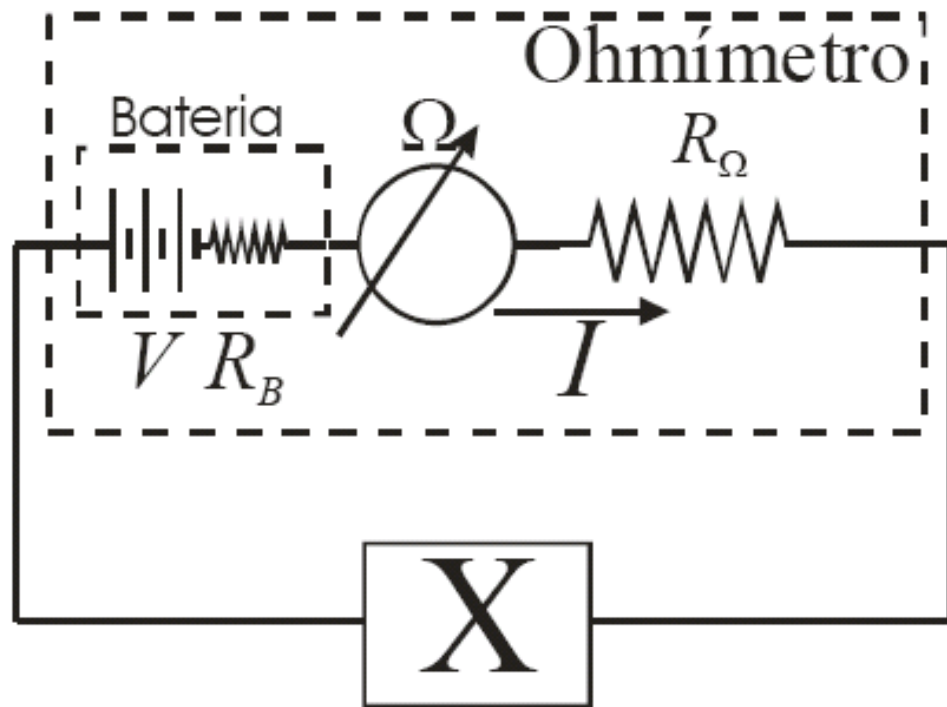 Ohmímetro
Bateria
Ω
R_Ω
V R_B
I
X